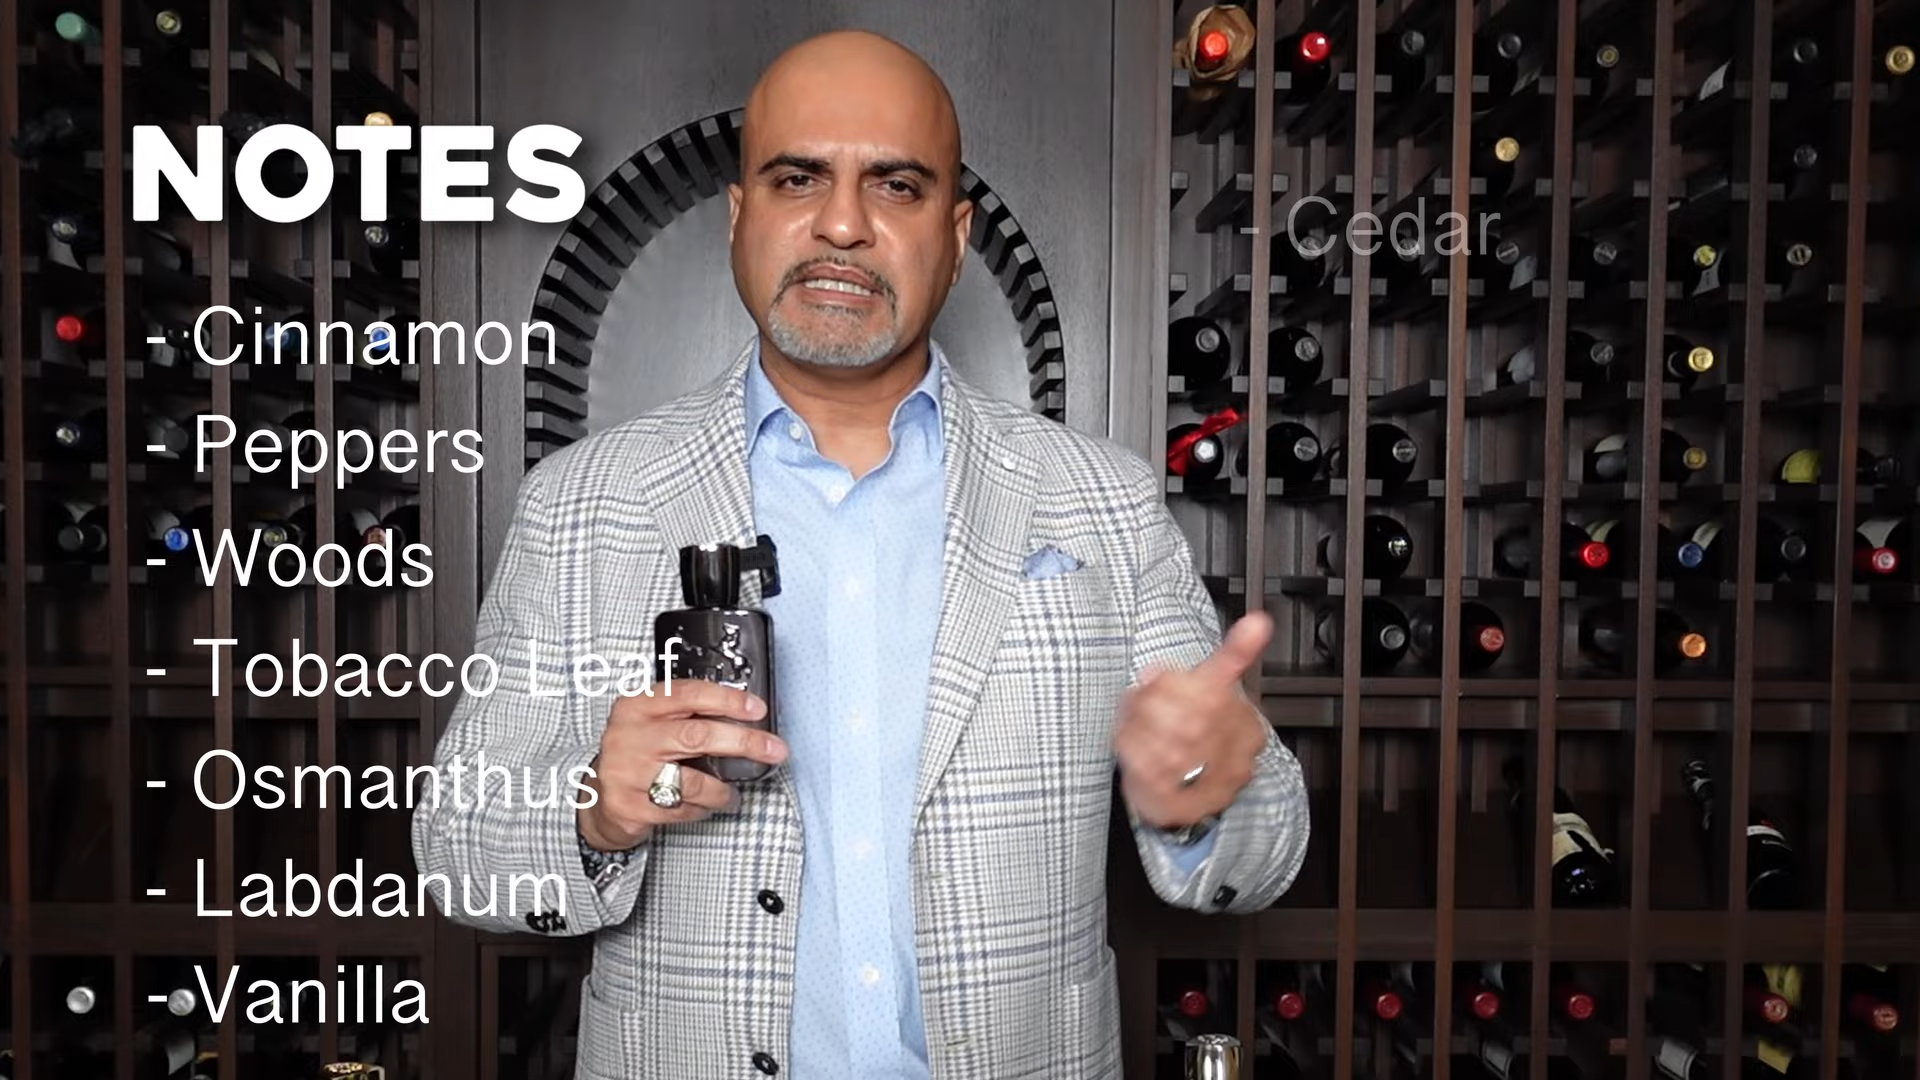 NOTES
- Cinnamon
- Peppers
- Woods
- Tobacco Leaf
- Osmanthus
- Labdanum
- Vanilla
- Cedar